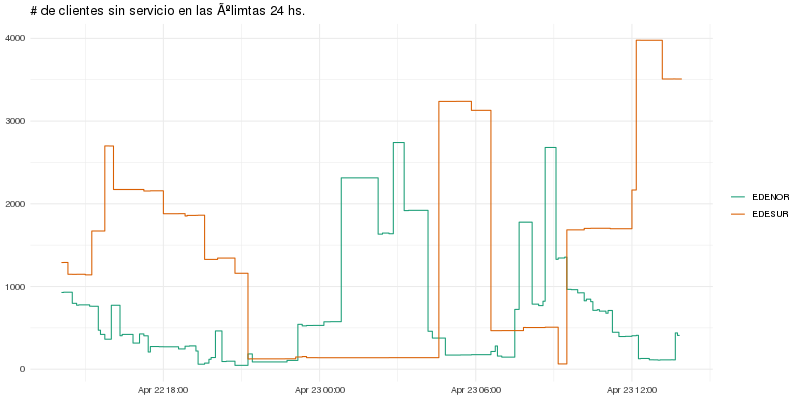 # de clientes sin servicio en las Ãºlimtas 24 hs.
4000
3000
2000
1000
0
Apr 22 18:00
Apr 23 00:00
Apr 23 06:00
Apr 23 12:00
EDENOR
EDESUR